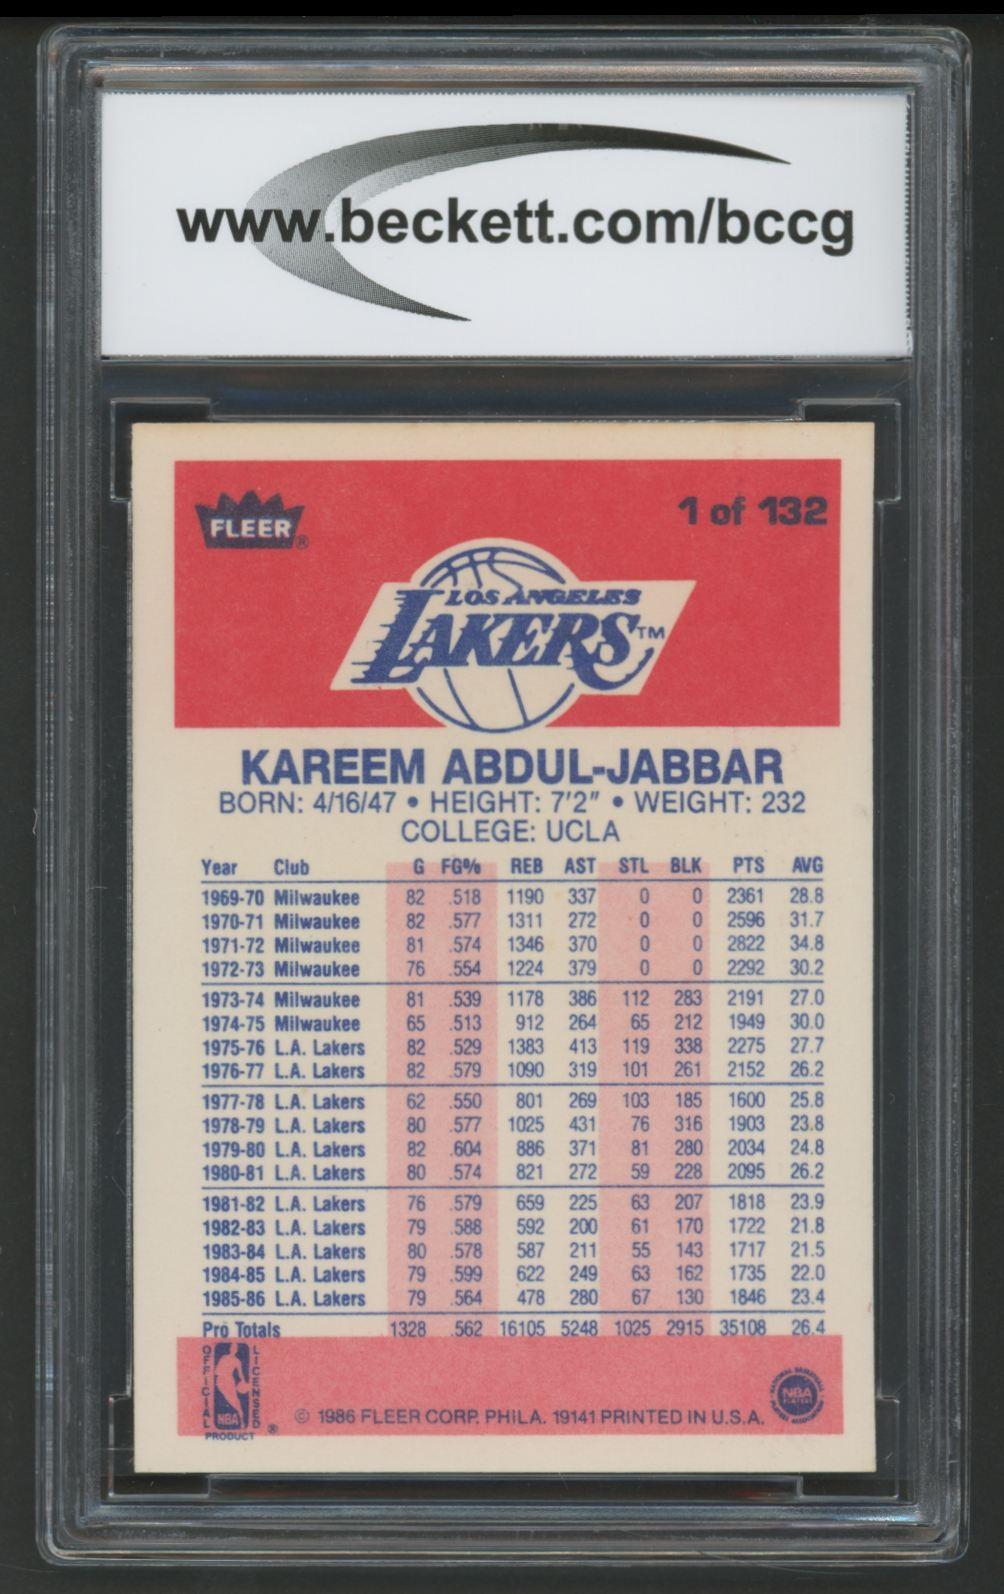 www.beckett.com/bccg
FLEER®
1 of 132
LOS ANGELES
LAKERS™
KAREEM ABDUL-JABBAR
BORN: 4/16/47 • HEIGHT: 7'2" • WEIGHT: 232
COLLEGE: UCLA
Year Club G FG% REB AST STL BLK PTS AVG
1969-70 Milwaukee 82 .518 1190 337 0 0 2361 28.8
1970-71 Milwaukee 82 .577 1311 272 0 0 2596 31.7
1971-72 Milwaukee 81 .574 1346 370 0 0 2822 34.8
1972-73 Milwaukee 76 .554 1224 379 0 0 2292 30.2
1973-74 Milwaukee 81 .539 1178 386 112 283 2191 27.0
1974-75 Milwaukee 65 .513 912 264 65 212 1949 30.0
1975-76 L.A. Lakers 82 .529 1383 413 119 338 2275 27.7
1976-77 L.A. Lakers 82 .579 1090 319 101 261 2152 26.2
1977-78 L.A. Lakers 62 .550 801 269 103 185 1600 25.8
1978-79 L.A. Lakers 80 .577 1025 431 76 316 1903 23.8
1979-80 L.A. Lakers 82 .604 886 371 81 280 2034 24.8
1980-81 L.A. Lakers 80 .574 821 272 59 228 2095 26.2
1981-82 L.A. Lakers 76 .579 659 225 63 207 1818 23.9
1982-83 L.A. Lakers 79 .588 592 200 61 170 1722 21.8
1983-84 L.A. Lakers 80 .578 587 211 55 143 1717 21.5
1984-85 L.A. Lakers 79 .599 622 249 63 162 1735 22.0
1985-86 L.A. Lakers 79 .564 478 280 67 130 1846 23.4
Pro Totals 1328 .562 16105 5248 1025 2915 35108 26.4
OFFICIAL
LICENSED
NBA
PRODUCT ®
© 1986 FLEER CORP. PHILA. 19141 PRINTED IN U.S.A.
NATIONAL BASKETBALL
NBA
PLAYERS
ASSOCIATION